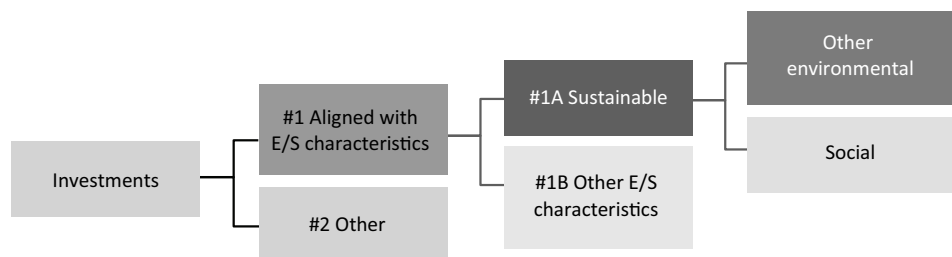 Investments
#1 Aligned with
E/S characteristics
#2 Other
#1A Sustainable
#1B Other E/S
characteristics
Other
environmental
Social